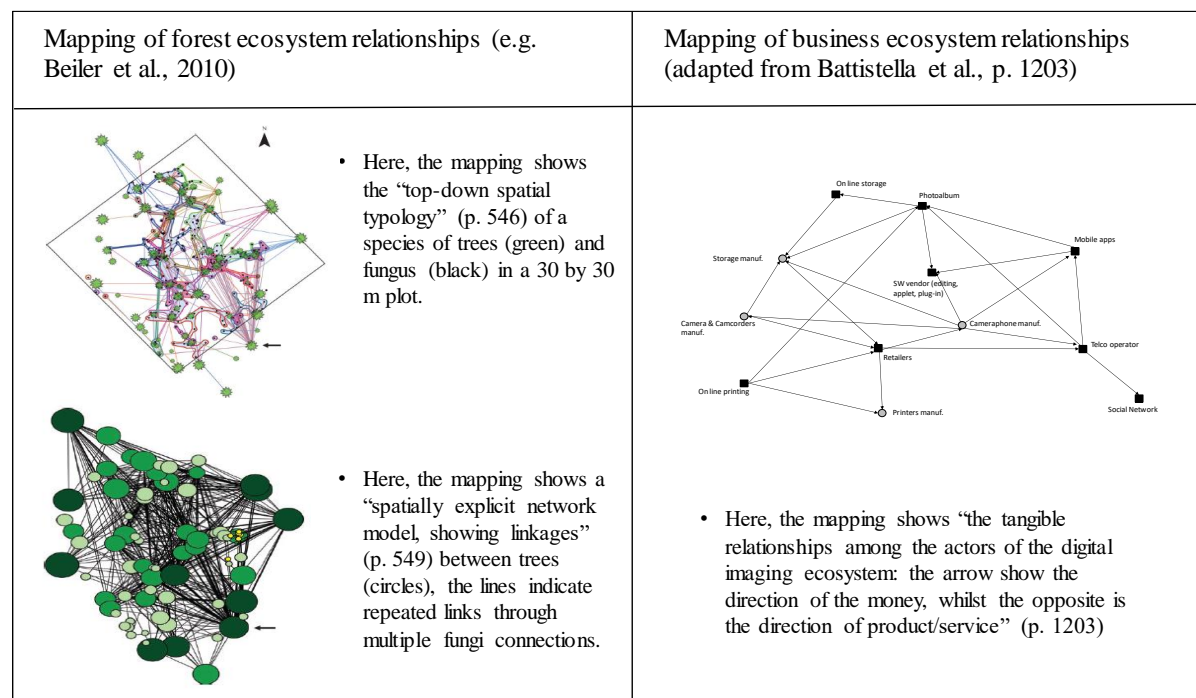 Mapping of forest ecosystem relationships (e.g.
Beiler et al., 2010)
Mapping of business ecosystem relationships
(adapted from Battistella et al., p. 1203)
N
• Here, the mapping shows
the “top-down spatial
typology” (p. 546) of a
species of trees (green) and
fungus (black) in a 30 by 30
m plot.
• Here, the mapping shows a
“spatially explicit network
model, showing linkages”
(p. 549) between trees
(circles), the lines indicate
repeated links through
multiple fungi connections.
On line storage
Photoalbum
Mobile apps
Storage manuf.
SW vendor (editing,
applet, plug-in)
Camera & Camcorders
manuf.
Cameraphone manuf.
Retailers
Telco operator
On line printing
Printers manuf.
Social Network
• Here, the mapping shows “the tangible
relationships among the actors of the digital
imaging ecosystem: the arrow show the
direction of the money, whilst the opposite is
the direction of product/service” (p. 1203)